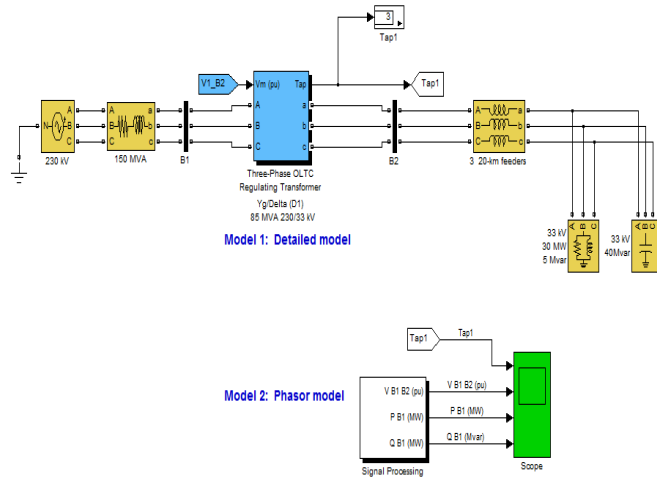 3
Tap1
V1_B2
Vm (pu) Tap
Tap1
A A a A a
N B B b B b
C C c C c
A a
B b
C c
230 kV
150 MVA
B1
B2
3 20-km feeders
Three-Phase OLTC
Regulating Transformer
Yg/Delta (D1)
85 MVA 230/33 kV
A B C
33 kV
30 MW
5 Mvar
A B C
33 kV
40Mvar
Model 1: Detailed model
Tap1
Tap1
Model 2: Phasor model
V B1 B2 (pu)
V B1 B2 (pu)
P B1 (MW)
P B1 (MW)
Q B1 (MW)
Q B1 (Mvar)
Signal Processing
Scope